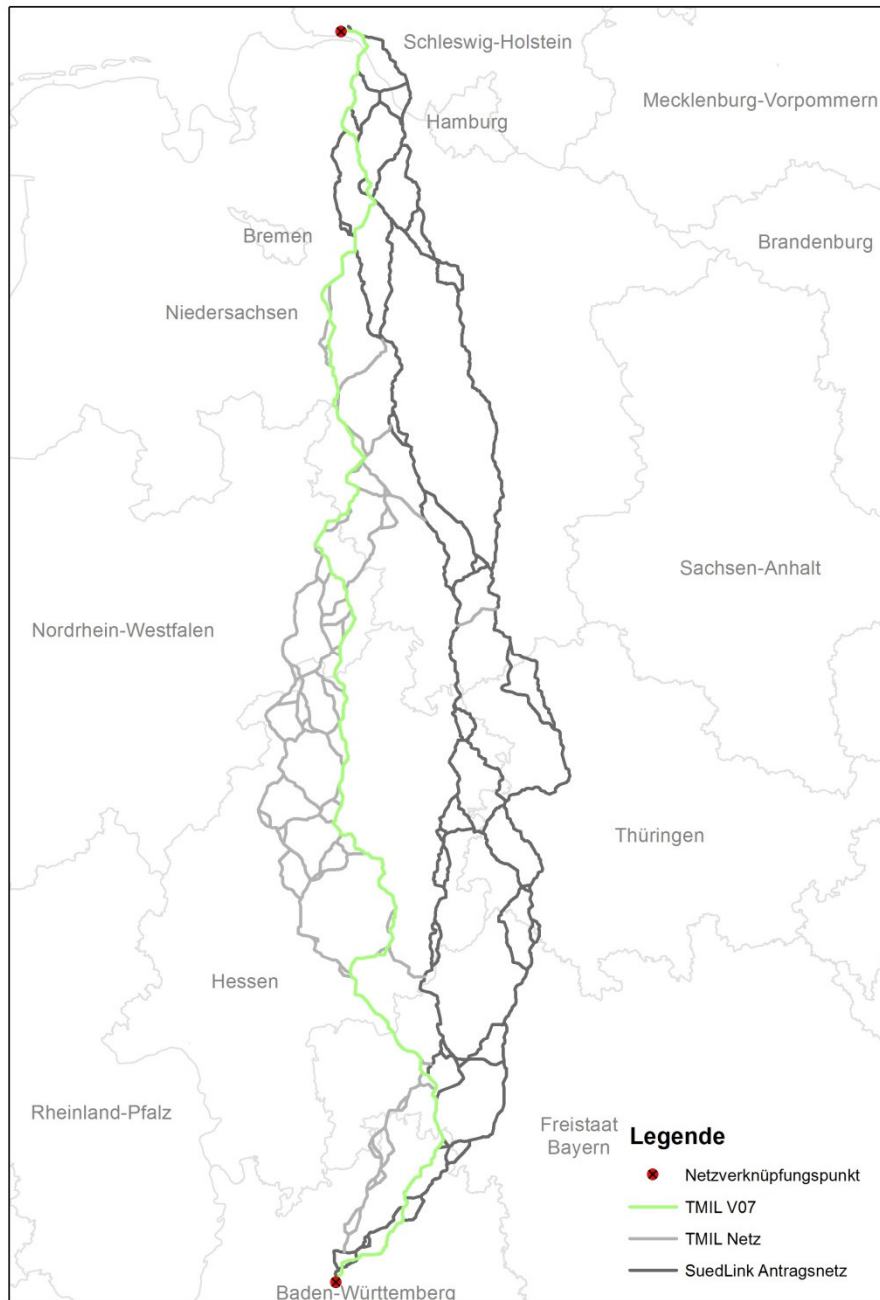 Schleswig-Holstein
Mecklenburg-Vorpommern
Hamburg
Bremen
Brandenburg
Niedersachsen
Sachsen-Anhalt
Nordrhein-Westfalen
Thüringen
Hessen
Rheinland-Pfalz
Freistaat
Bayern
Legende
Netzverknüpfungspunkt
TMIL V07
TMIL Netz
SuedLink Antragsnetz
Baden-Württemberg